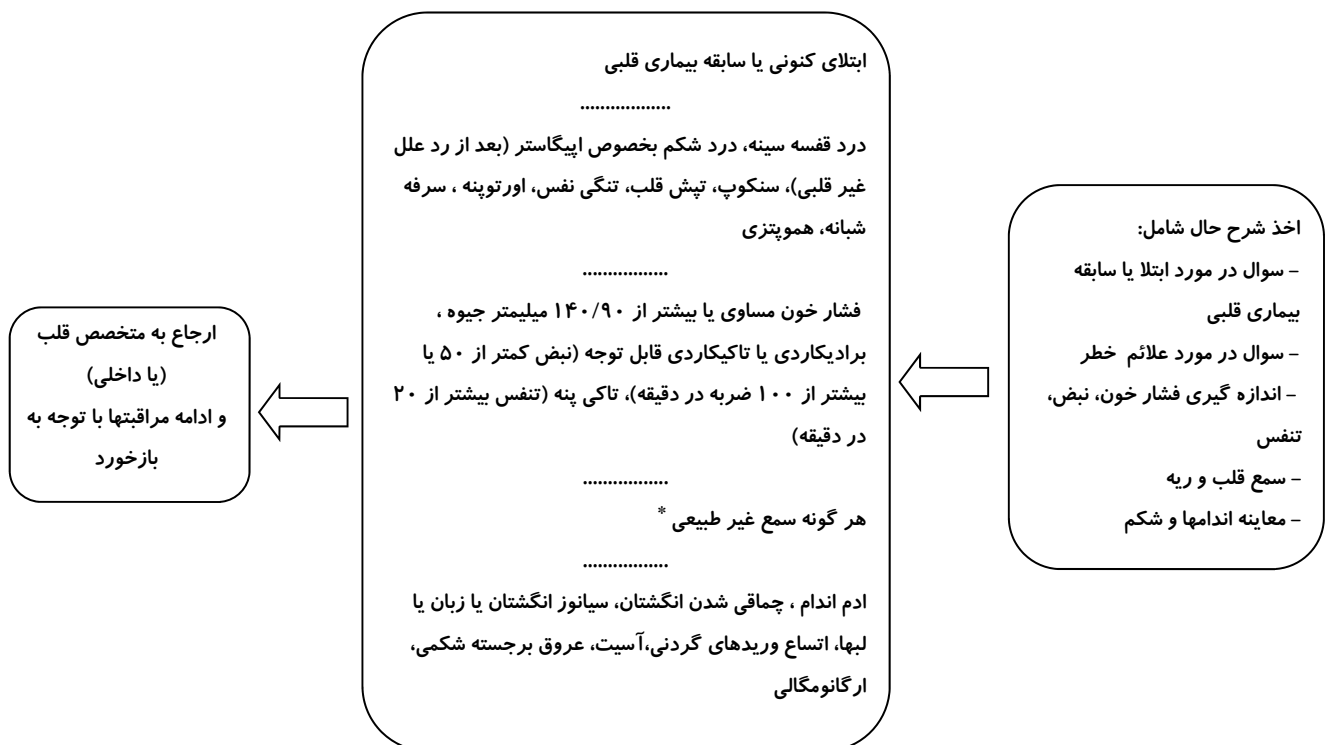 اخذ شرح حال شامل:
- سوال در مورد ابتلا یا سابقه
بیماری قلبی
- سوال در مورد علائم خطر
- اندازه گیری فشار خون، نبض،
تنفس
- سمع قلب و ریه
- معاینه اندامها و شکم
ابتلای کنونی یا سابقه بیماری قلبی
..................
درد قفسه سینه، درد شکم بخصوص اپیگاستر (بعد از رد علل
غیر قلبی)، سنکوپ، تپش قلب، تنگی نفس، اورتوپنه ، سرفه
شبانه، هموپتزی
.................
فشار خون مساوی یا بیشتر از ۱۴۰/۹۰ میلیمتر جیوه ،
برادیکاردی یا تاکیکاردی قابل توجه (نبض کمتر از ۵۰ یا
بیشتر از ۱۰۰ ضربه در دقیقه)، تاکی پنه (تنفس بیشتر از ۲۰
در دقیقه)
.................
هر گونه سمع غیر طبیعی *
.................
ادم اندام ، چماقی شدن انگشتان، سیانوز انگشتان یا زبان یا
لبها، اتساع وریدهای گردنی،آسیت، عروق برجسته شکمی،
ارگانومگالی
ارجاع به متخصص قلب
(یا داخلی)
و ادامه مراقبتها با توجه به
بازخورد